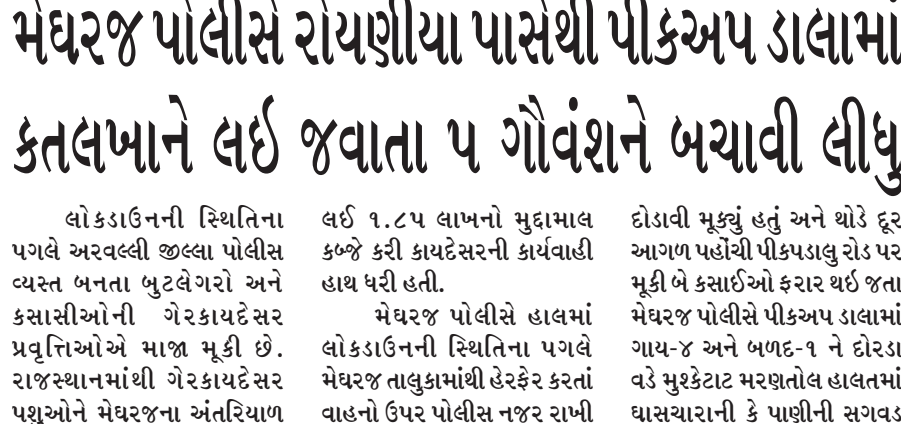 મેઘરજ પોલીસે રોયણીયા પાસેથી પીકઅપ ડાલામાં
કતલખાને લઇ જવાતા ૫ ગૌવંશને બચાવી લીધુ
લોકડાઉનની સ્થિતિના
પગલે અરવલ્લી જીલ્લા પોલીસ
વ્યસ્ત બનતા બુટલેગરો અને
કસાસીઓની ગેરકાયદેસર
પ્રવૃત્તિઓએ માજા મૂકી છે.
રાજસ્થાનમાંથી ગેરકાયદેસર
પશુઓને મેઘરજના અંતરિયાળ
લઈ ૧.૮૫ લાખનો મુદ્દામાલ
કબ્જે કરી કાયદેસરની કાર્યવાહી
હાથ ધરી હતી.
મેઘરજ પોલીસે હાલમાં
લોકડાઉનની સ્થિતિના પગલે
મેઘરજ તાલુકામાંથી હેરફેર કરતાં
વાહનો ઉપર પોલીસ નજર રાખી
દોડાવી મૂક્યું હતું અને થોડે દૂર
આગળ પહોંચી પીકપડાલુ રોડ પર
મૂકી બે કસાઈઓ ફરાર થઇ જતા
મેઘરજ પોલીસે પીકઅપ ડાલામાં
ગાય-૪ અને બળદ-૧ ને દોરડા
વડે મુશ્કેટાટ મરણતોલ હાલતમાં
ઘાસચારાની કે પાણીની સગવડ